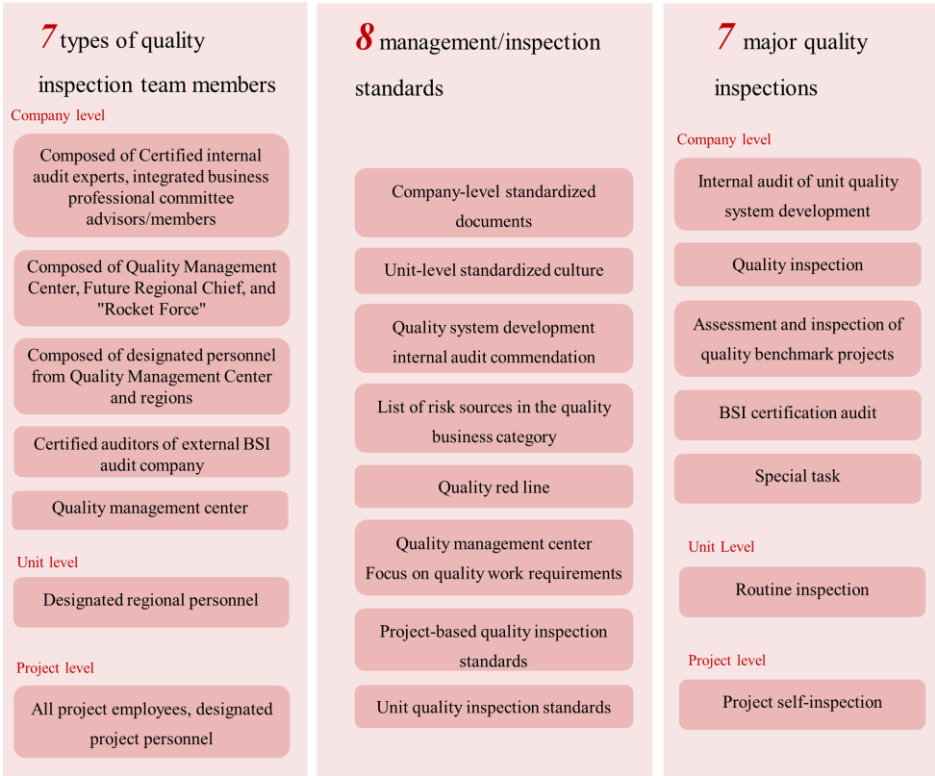 7 types of quality
inspection team members
Company level
Composed of Certified internal
audit experts, integrated business
professional committee
advisors/members
Composed of Quality Management
Center, Future Regional Chief, and
"Rocket Force"
Composed of designated personnel
from Quality Management Center
and regions
Certified auditors of external BSI
audit company
Quality management center
Unit level
Designated regional personnel
Project level
All project employees, designated
project personnel
8 management/inspection
standards
Company-level standardized
documents
Unit-level standardized culture
Quality system development
internal audit commendation
List of risk sources in the quality
business category
Quality red line
Quality management center
Focus on quality work requirements
Project-based quality inspection
standards
Unit quality inspection standards
7 major quality
inspections
Company level
Internal audit of unit quality
system development
Quality inspection
Assessment and inspection of
quality benchmark projects
BSI certification audit
Special task
Unit Level
Routine inspection
Project level
Project self-inspection